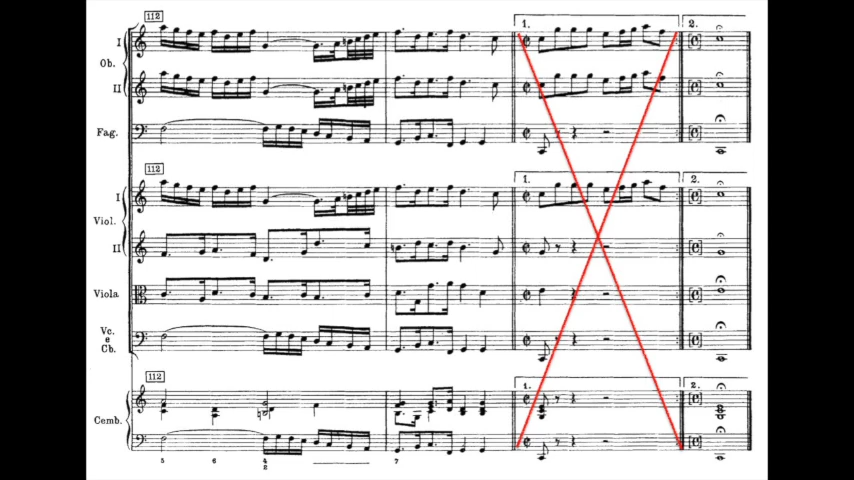 112
1. 2.
I
Ob.
II
Fag.
112
1. 2.
I
Viol.
II
Viola
Vc.
e
Cb.
112
1. 2.
Cemb.
5 6 4 7
2